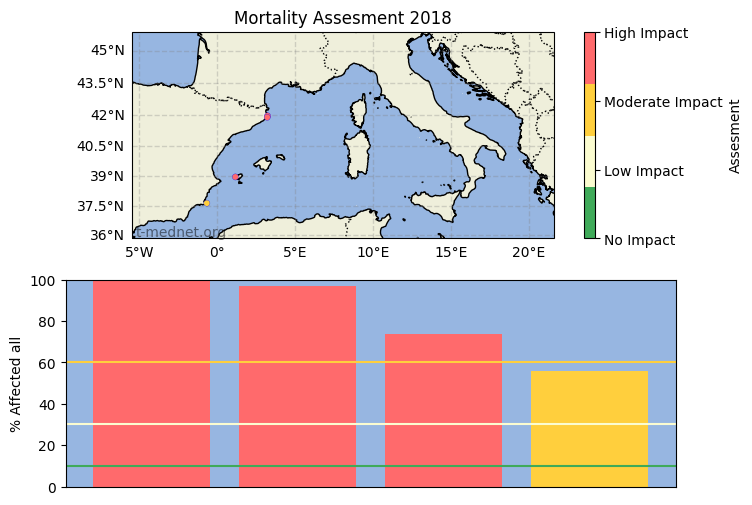 Mortality Assesment 2018
45°N
43.5°N
42°N
40.5°N
39°N
37.5°N
36°N
t-mednet.org
5°W
0°
5°E
10°E
15°E
20°E
High Impact
Moderate Impact
Low Impact
No Impact
Assesment
100
80
60
40
20
0
% Affected all